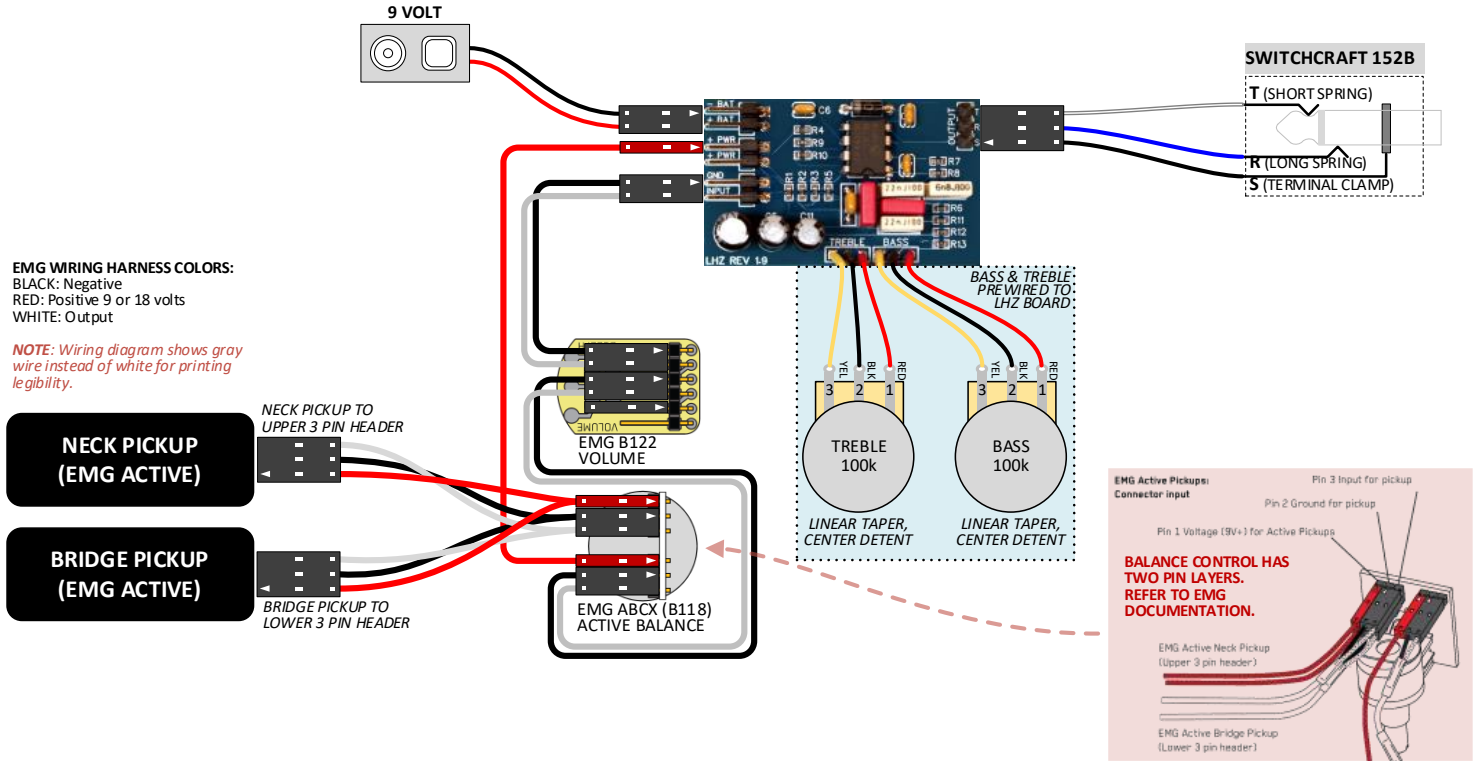 9 VOLT
SWITCHCRAFT 152B
T (SHORT SPRING)
R (LONG SPRING)
S (TERMINAL CLAMP)
- BAT
+ BAT
+ PWR
+ PWR
GND
INPUT
C6
R4
R9
R10
R1
R2
R3
R5
OUTPUT
T
R
S
R7
R8
22nJ100
6n8J100
22nJ100
R6
R11
R12
R13
C11
TREBLE
BASS
LHZ REV 1.9
BASS & TREBLE
PREWIRED TO
LHZ BOARD
EMG WIRING HARNESS COLORS:
BLACK: Negative
RED: Positive 9 or 18 volts
WHITE: Output
NOTE: Wiring diagram shows gray
wire instead of white for printing
legibility.
YEL
BLK
RED
3
2
1
YEL
BLK
RED
3
2
1
TREBLE
100k
BASS
100k
LINEAR TAPER,
CENTER DETENT
LINEAR TAPER,
CENTER DETENT
VOLUME
EMG B122
VOLUME
NECK PICKUP TO
UPPER 3 PIN HEADER
NECK PICKUP
(EMG ACTIVE)
BRIDGE PICKUP
(EMG ACTIVE)
BRIDGE PICKUP TO
LOWER 3 PIN HEADER
EMG ABCX (B118)
ACTIVE BALANCE
EMG Active Pickups:
Connector input
Pin 3 Input for pickup
Pin 2 Ground for pickup
Pin 1 Voltage (9V+) for Active Pickups
BALANCE CONTROL HAS
TWO PIN LAYERS.
REFER TO EMG
DOCUMENTATION.
EMG Active Neck Pickup
(Upper 3 pin header)
EMG Active Bridge Pickup
(Lower 3 pin header)